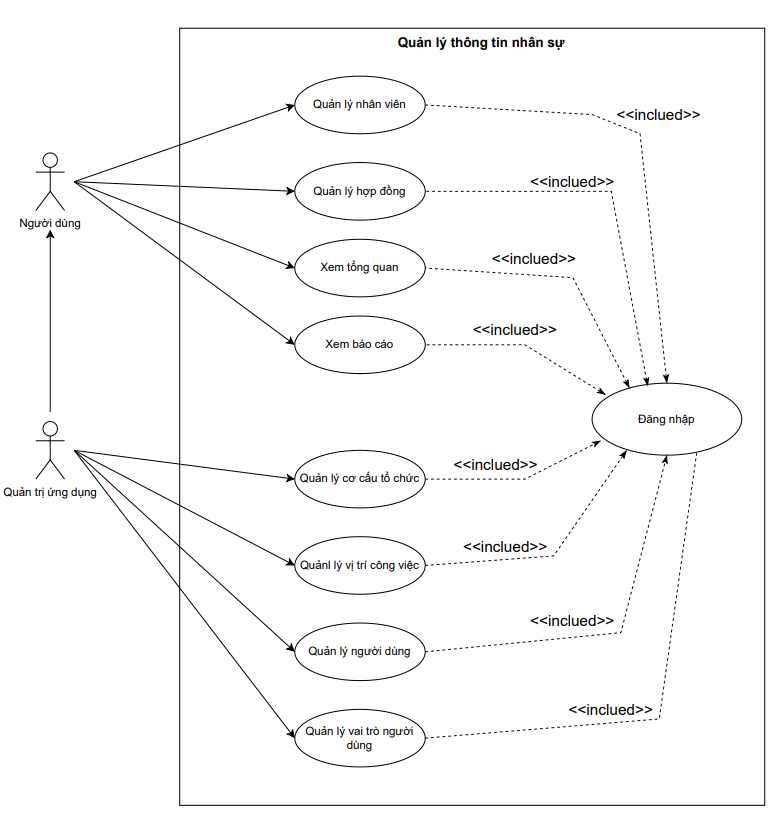 Quản lý thông tin nhân sự
Quản lý nhân viên
<<inclued>>
Quản lý hợp đồng
<<inclued>>
Người dùng
Xem tổng quan
<<inclued>>
Xem báo cáo
<<inclued>>
Đăng nhập
Quản lý cơ cấu tổ chức
<<inclued>>
Quản trị ứng dụng
Quảnl lý vị trí công việc
<<inclued>>
Quản lý người dùng
<<inclued>>
Quản lý vai trò người
dùng
<<inclued>>